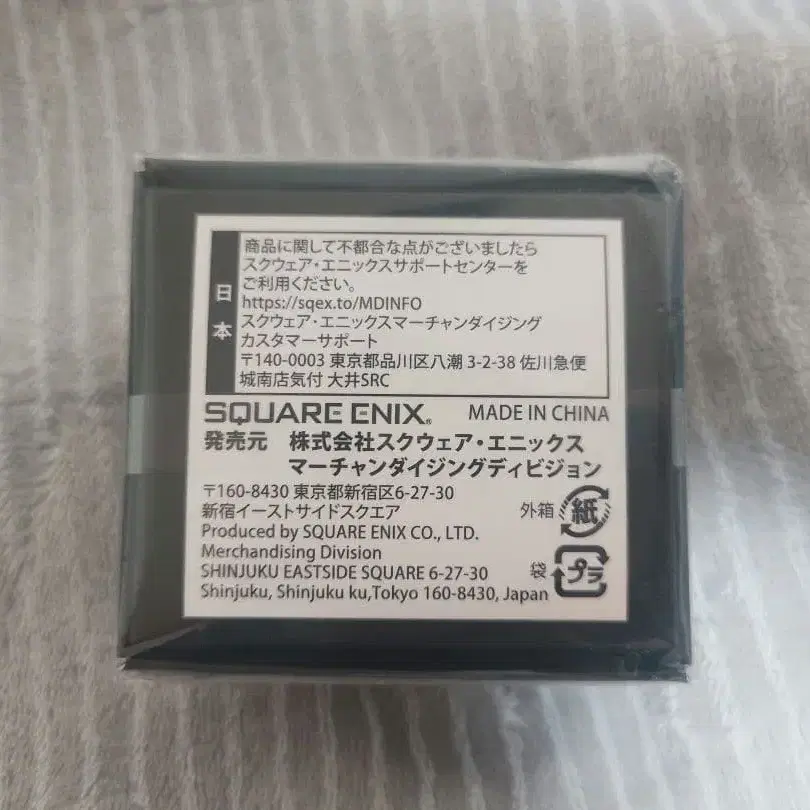 日本
商品に関して不都合な点がございましたら
スクウェア・エニックスサポートセンターを
ご利用ください。
https://sqex.to/MDINFO
スクウェア・エニックスマーチャンダイジング
カスタマーサポート
〒140-0003 東京都品川区八潮 3-2-38 佐川急便
城南店気付 大井SRC
SQUARE ENIX® MADE IN CHINA
発売元 株式会社スクウェア・エニックス
マーチャンダイジングディビジョン
〒160-8430 東京都新宿区6-27-30
新宿イーストサイドスクエア
外箱 紙
Produced by SQUARE ENIX CO., LTD.
Merchandising Division
SHINJUKU EASTSIDE SQUARE 6-27-30
袋 プラ
Shinjuku, Shinjuku ku,Tokyo 160-8430, Japan